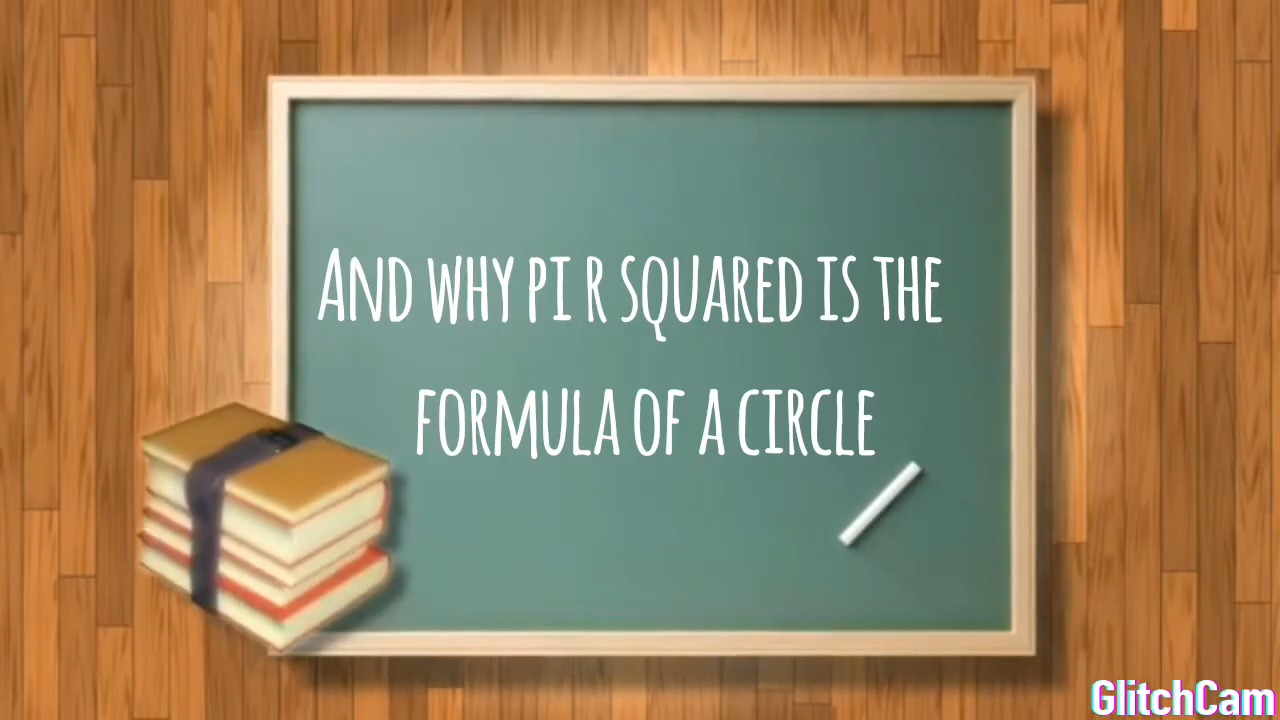 And why pi r squared is the
formula of a circle
GlitchCam